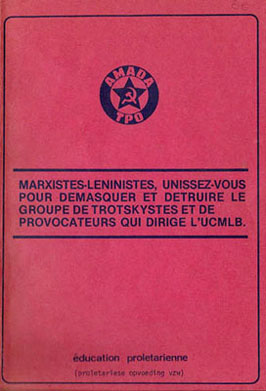 AMADA
TPO
MARXISTES-LENINISTES, UNISSEZ-VOUS
POUR DEMASQUER ET DETRUIRE LE
GROUPE DE TROTSKYSTES ET DE
PROVOCATEURS QUI DIRIGE L'UCMLB.
éducation proletarienne
(proletariese opvoeding vzw)